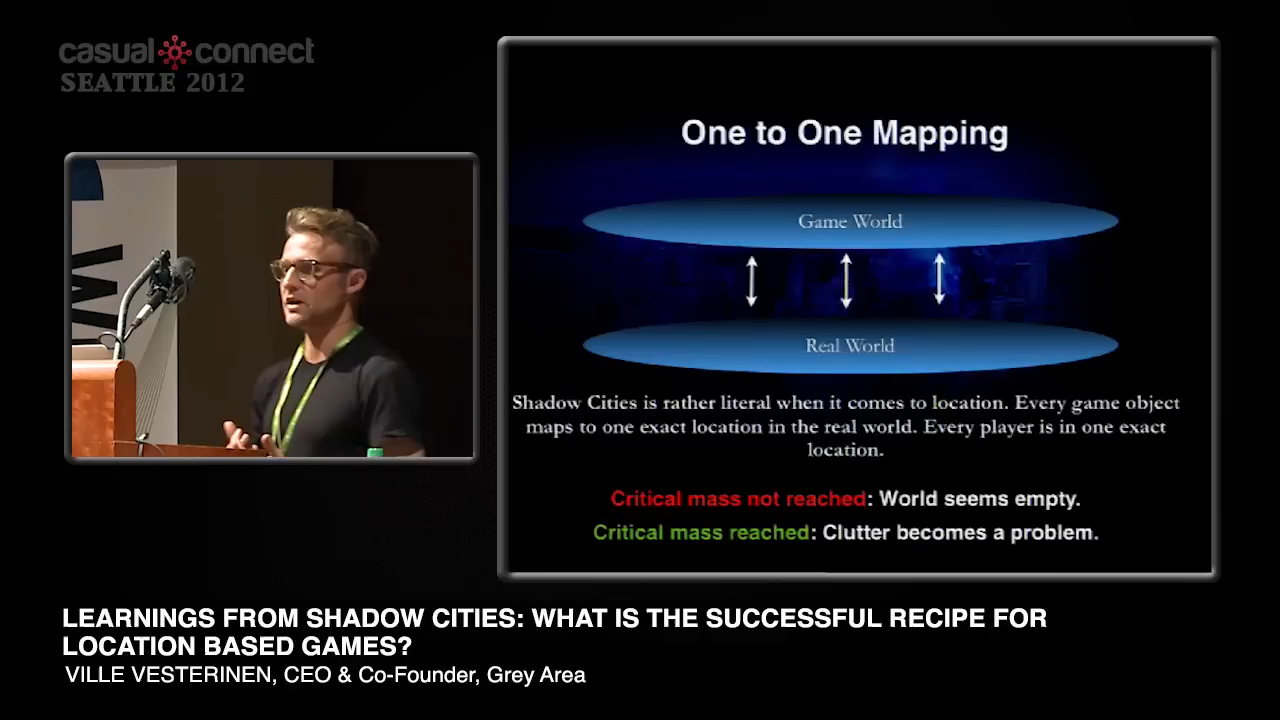 casual connect
SEATTLE 2012
One to One Mapping
Game World
Real World
Shadow Cities is rather literal when it comes to location. Every game object
maps to one exact location in the real world. Every player is in one exact
location.
Critical mass not reached: World seems empty.
Critical mass reached: Clutter becomes a problem.
LEARNINGS FROM SHADOW CITIES: WHAT IS THE SUCCESSFUL RECIPE FOR
LOCATION BASED GAMES?
VILLE VESTERINEN, CEO & Co-Founder, Grey Area